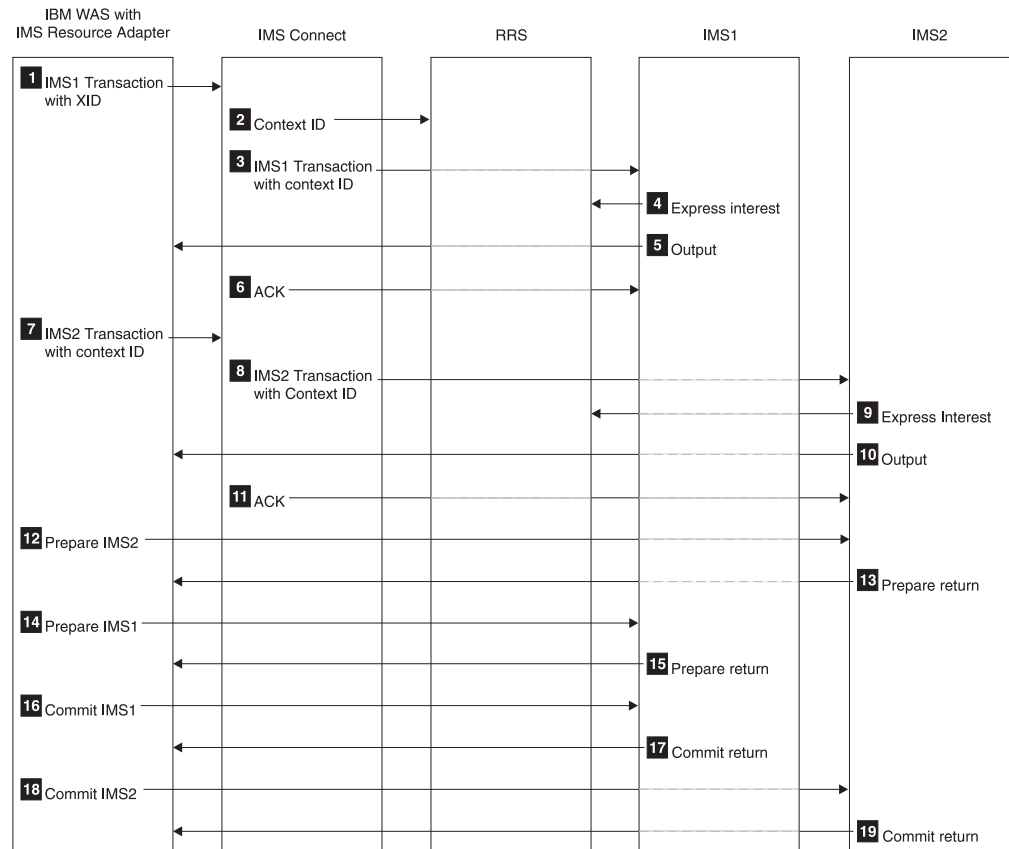 IBM WAS with
IMS Resource Adapter
IMS Connect
RRS
IMS1
IMS2
1 IMS1 Transaction
with XID
2 Context ID
3 IMS1 Transaction
with context ID
4 Express interest
5 Output
6 ACK
7 IMS2 Transaction
with context ID
8 IMS2 Transaction
with Context ID
9 Express Interest
10 Output
11 ACK
12 Prepare IMS2
13 Prepare return
14 Prepare IMS1
15 Prepare return
16 Commit IMS1
17 Commit return
18 Commit IMS2
19 Commit return